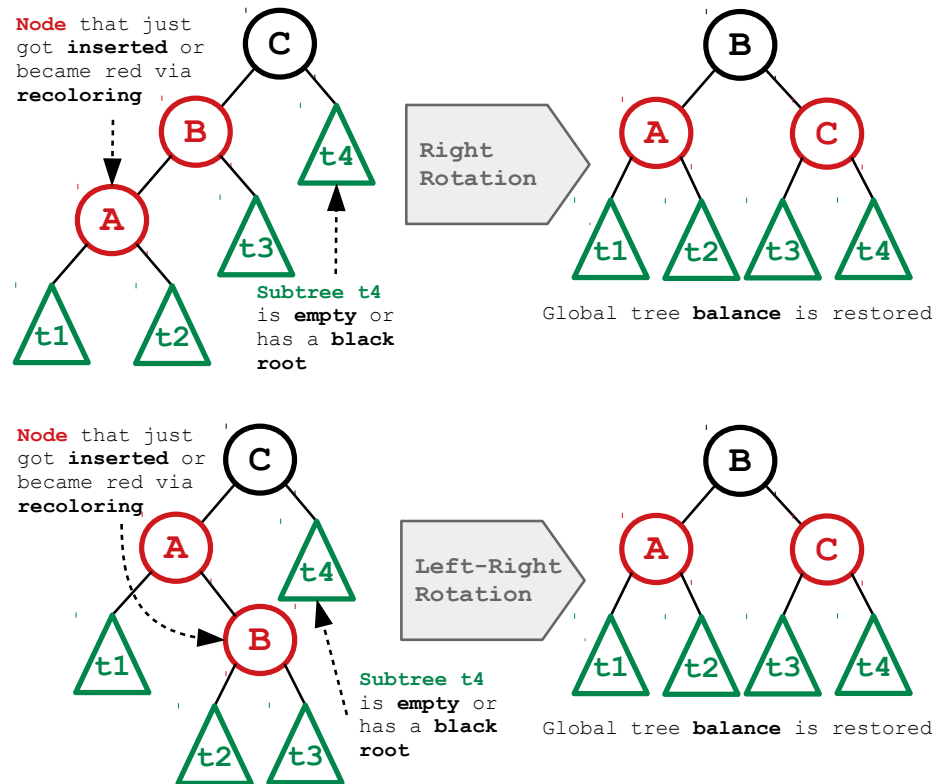 Node that just
got inserted or
became red via
recoloring
C
B
A
t4
t3
t1
t2
Subtree t4
is empty or
has a black
root
Right
Rotation
B
A
C
t1
t2
t3
t4
Global tree balance is restored
Node that just
got inserted or
became red via
recoloring
C
A
t4
B
t1
t2
t3
Subtree t4
is empty or
has a black
root
Left-Right
Rotation
B
A
C
t1
t2
t3
t4
Global tree balance is restored